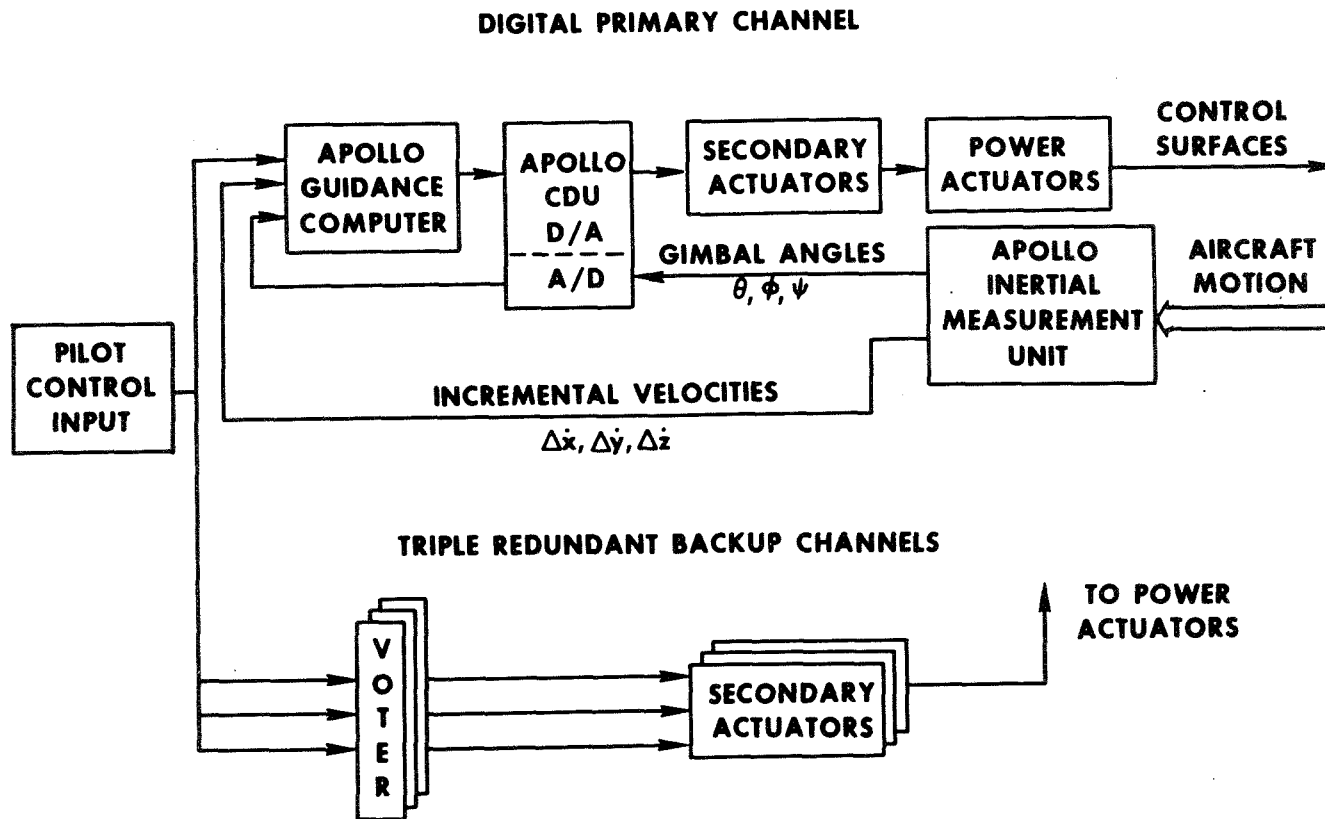 DIGITAL PRIMARY CHANNEL
APOLLO
GUIDANCE
COMPUTER
APOLLO
CDU
D/A
A/D
SECONDARY
ACTUATORS
POWER
ACTUATORS
CONTROL
SURFACES
GIMBAL ANGLES
θ, ϕ, ψ
APOLLO
INERTIAL
MEASUREMENT
UNIT
AIRCRAFT
MOTION
PILOT
CONTROL
INPUT
INCREMENTAL VELOCITIES
Δẋ, Δẏ, Δż
TRIPLE REDUNDANT BACKUP CHANNELS
VOTER
SECONDARY
ACTUATORS
TO POWER
ACTUATORS